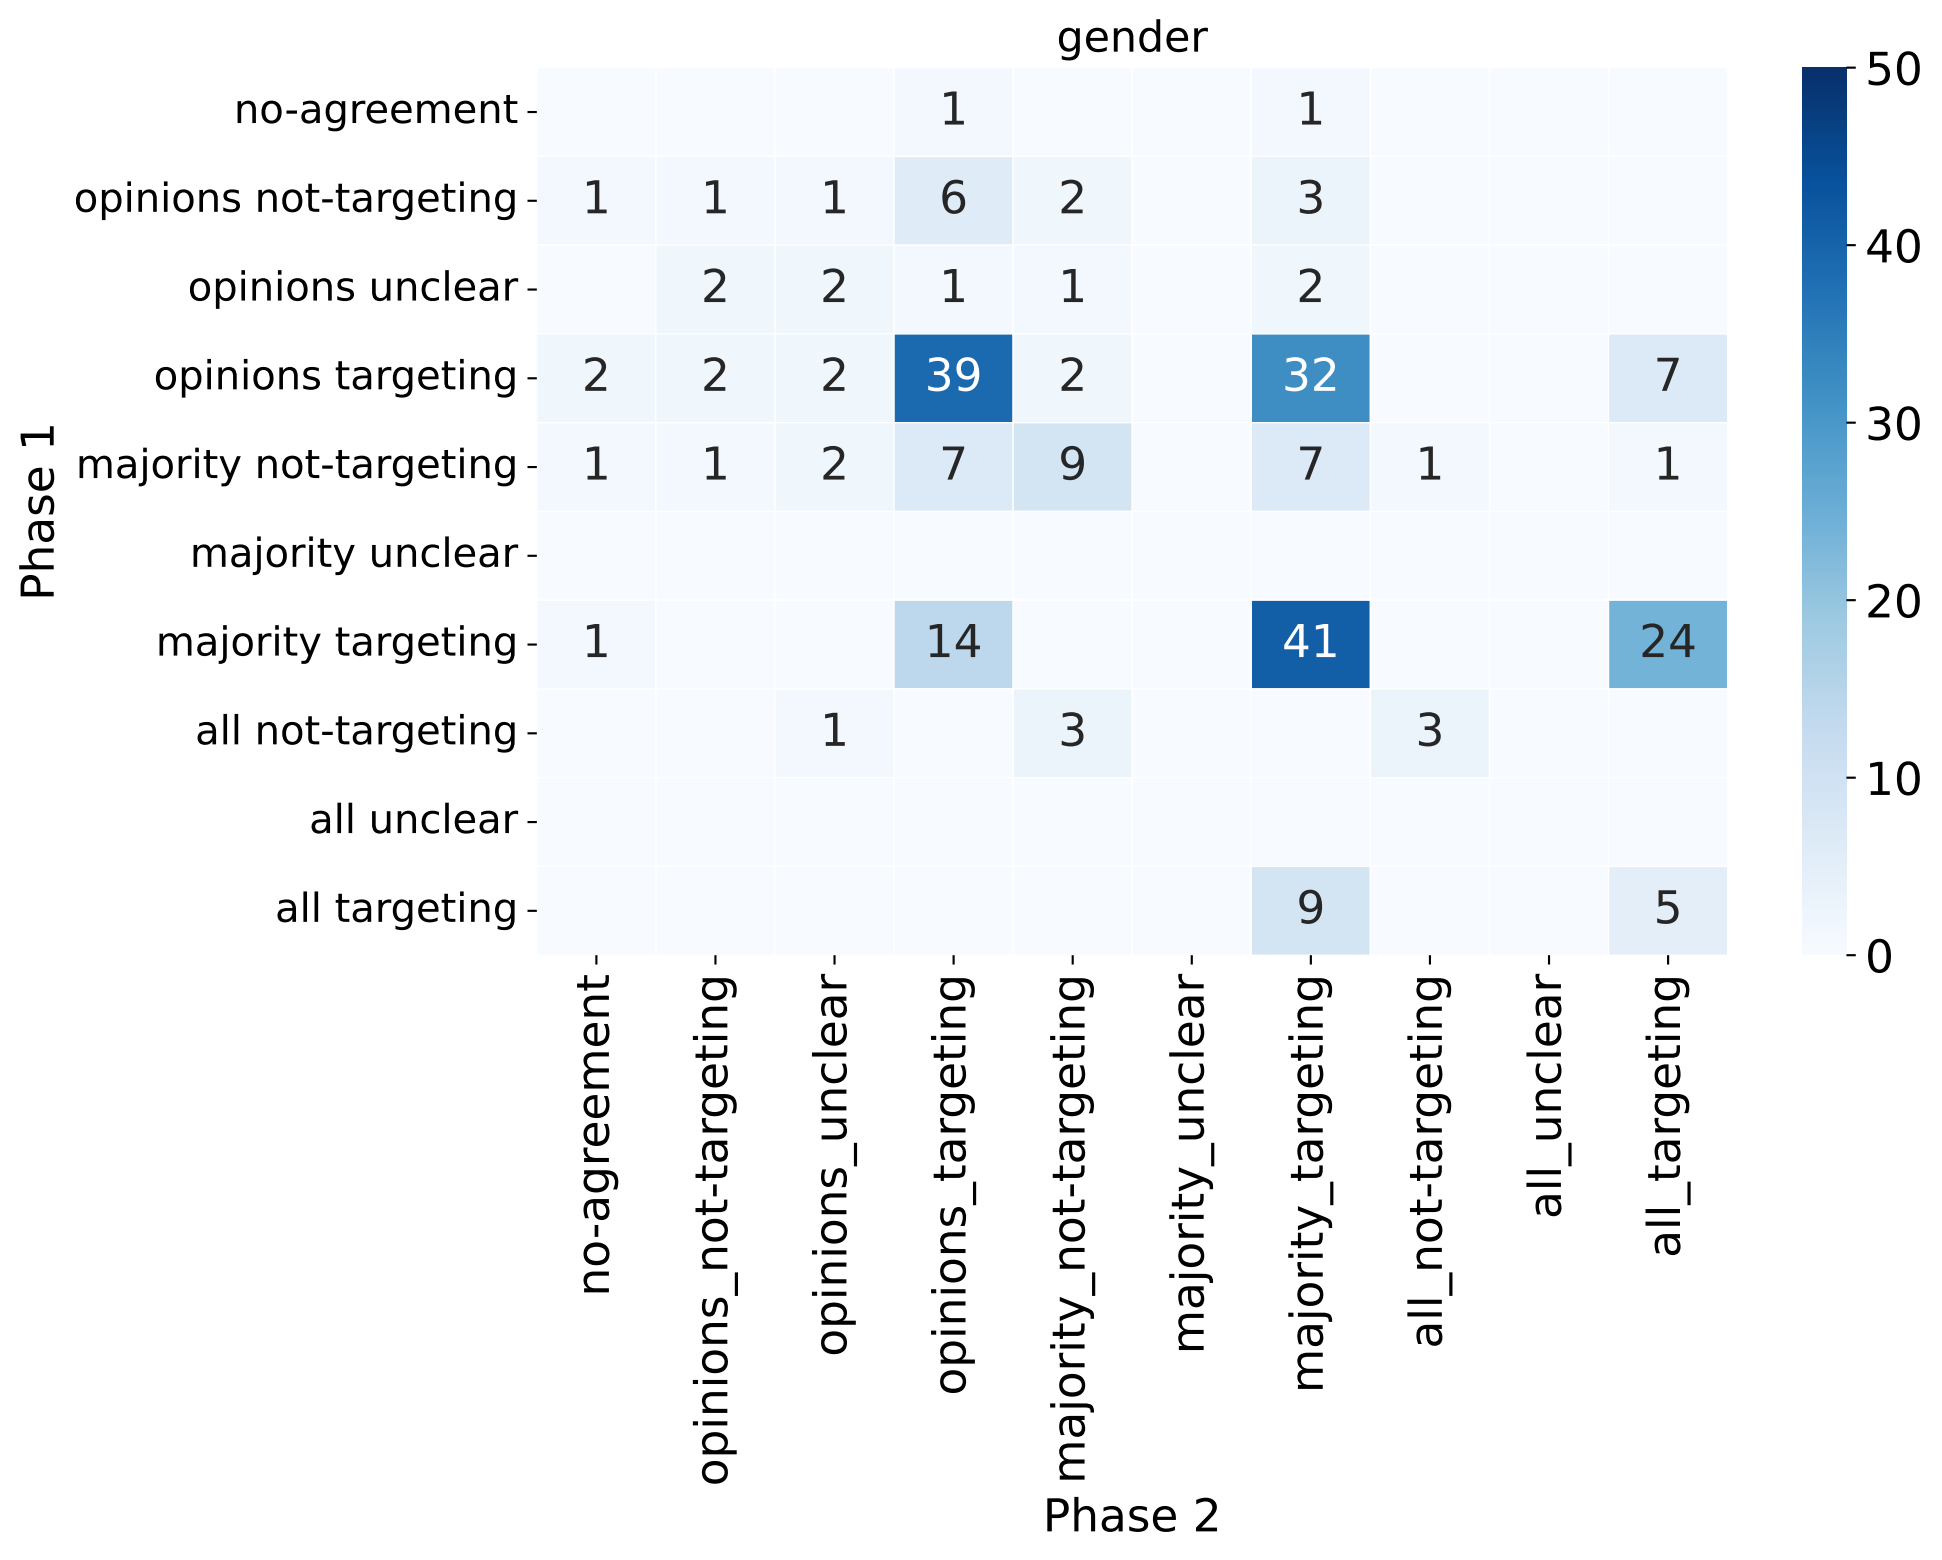 gender
no-agreement 1 1
opinions not-targeting 1 1 1 6 2 3
opinions unclear 2 2 1 1 2
opinions targeting 2 2 2 39 2 32 7
majority not-targeting 1 1 2 7 9 7 1 1
majority unclear
majority targeting 1 14 41 24
all not-targeting 1 3 3
all unclear
all targeting 9 5
Phase 1
no-agreement
opinions_not-targeting
opinions_unclear
opinions_targeting
majority_not-targeting
majority_unclear
majority_targeting
all_not-targeting
all_unclear
all_targeting
Phase 2
50
40
30
20
10
0